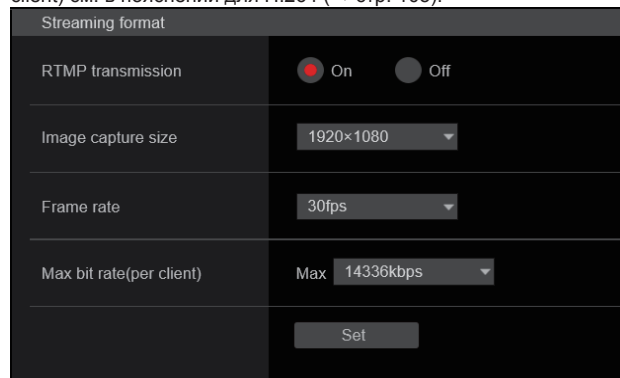 Streaming format
RTMP transmission On Off
Image capture size 1920×1080
Frame rate 30fps
Max bit rate(per client) Max 14336kbps
Set